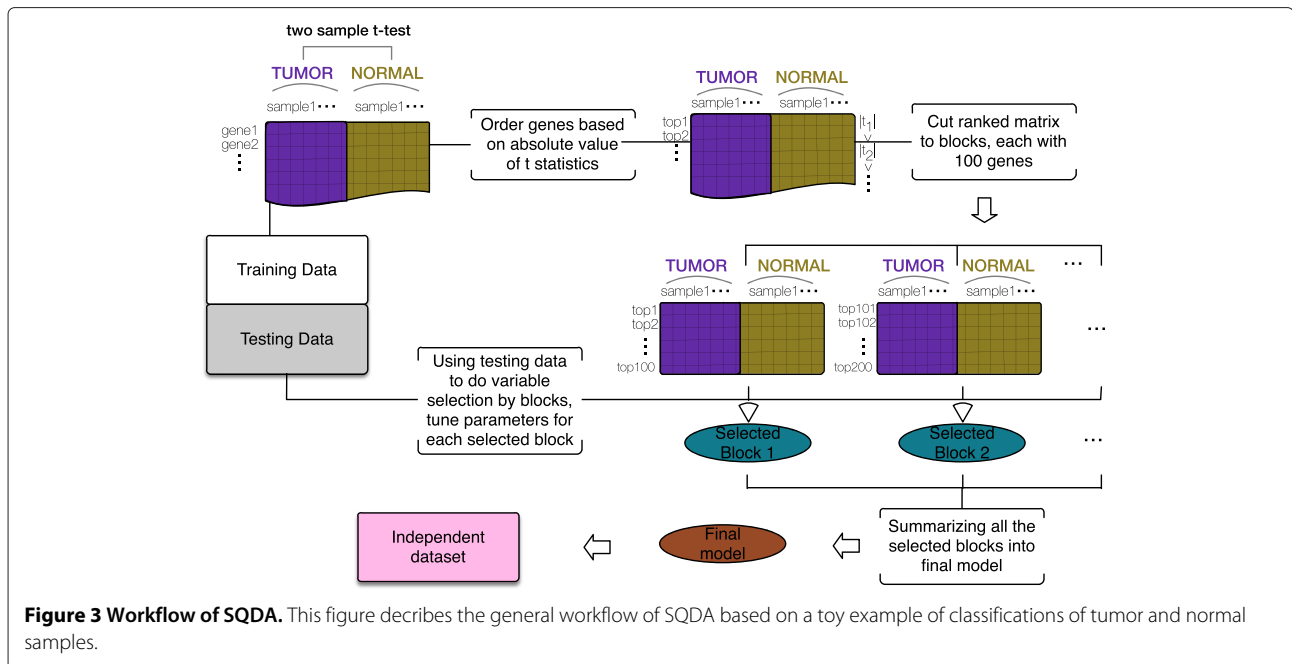 two sample t-test
TUMOR NORMAL
sample1••• sample1•••
gene1
gene2
Order genes based
on absolute value
of t statistics
TUMOR NORMAL
sample1••• sample1•••
top1
top2
|t1|
>
|t2|
>
Cut ranked matrix
to blocks, each with
100 genes
Training Data
Testing Data
TUMOR NORMAL
sample1••• sample1•••
top1
top2
top100
TUMOR NORMAL
sample1••• sample1•••
top101
top102
top200
•••
•••
Using testing data
to do variable
selection by blocks,
tune parameters for
each selected block
Selected
Block 1
Selected
Block 2
•••
Summarizing all the
selected blocks into
final model
Final
model
Independent
dataset
Figure 3 Workflow of SQDA. This figure decribes the general workflow of SQDA based on a toy example of classifications of tumor and normal
samples.